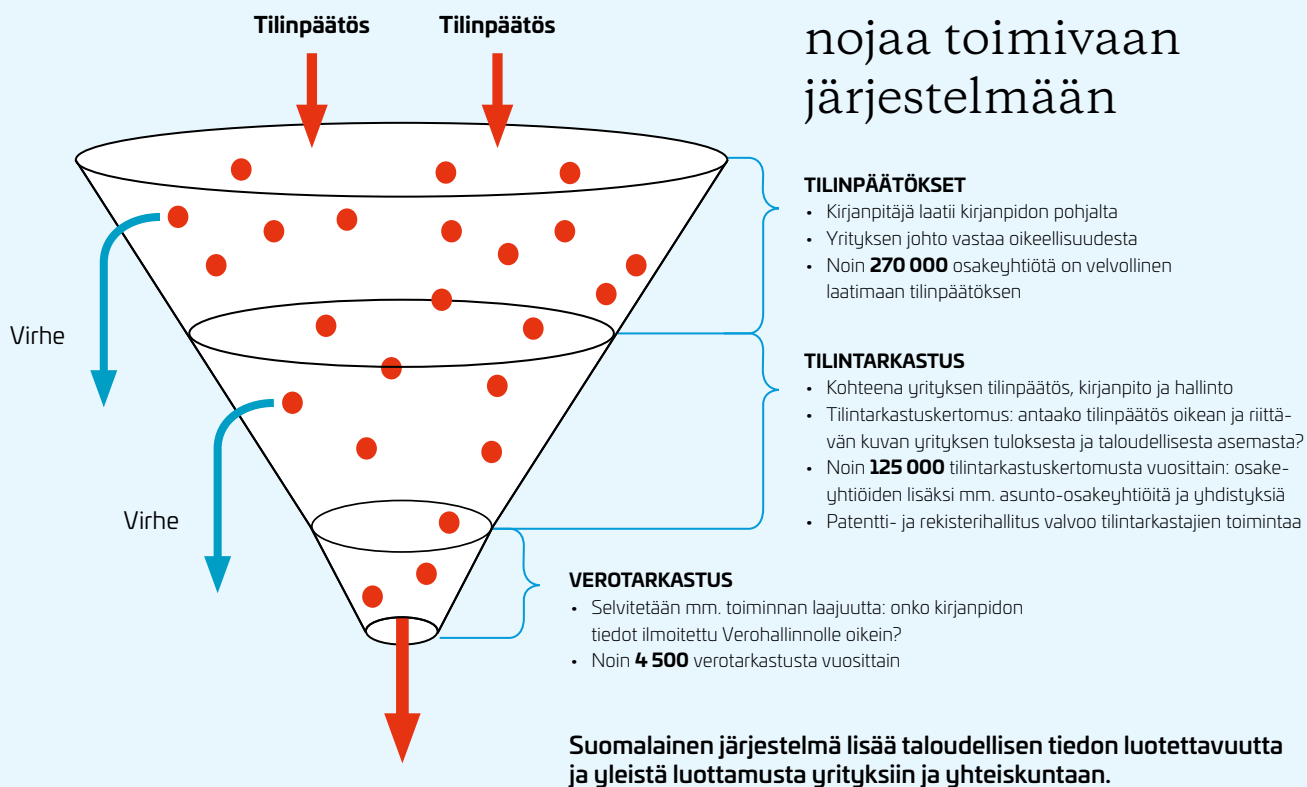 Tilinpäätös
Tilinpäätös
nojaa toimivaan
järjestelmään
TILINPÄÄTÖKSET
• Kirjanpitäjä laatii kirjanpidon pohjalta
• Yrityksen johto vastaa oikeellisuudesta
• Noin 270 000 osakeyhtiötä on velvollinen
laatimaan tilinpäätöksen
Virhe
TILINTARKASTUS
• Kohteena yrityksen tilinpäätös, kirjanpito ja hallinto
• Tilintarkastuskertomus: antaako tilinpäätös oikean ja riittä-
vän kuvan yrityksen tuloksesta ja taloudellisesta asemasta?
• Noin 125 000 tilintarkastuskertomusta vuosittain: osake-
yhtiöiden lisäksi mm. asunto-osakeyhtiöitä ja yhdistyksiä
• Patentti- ja rekisterihallitus valvoo tilintarkastajien toimintaa
Virhe
VEROTARKASTUS
• Selvitetään mm. toiminnan laajuutta: onko kirjanpidon
tiedot ilmoitettu Verohallinnolle oikein?
• Noin 4 500 verotarkastusta vuosittain
Suomalainen järjestelmä lisää taloudellisen tiedon luotettavuutta
ja yleistä luottamusta yrityksiin ja yhteiskuntaan.